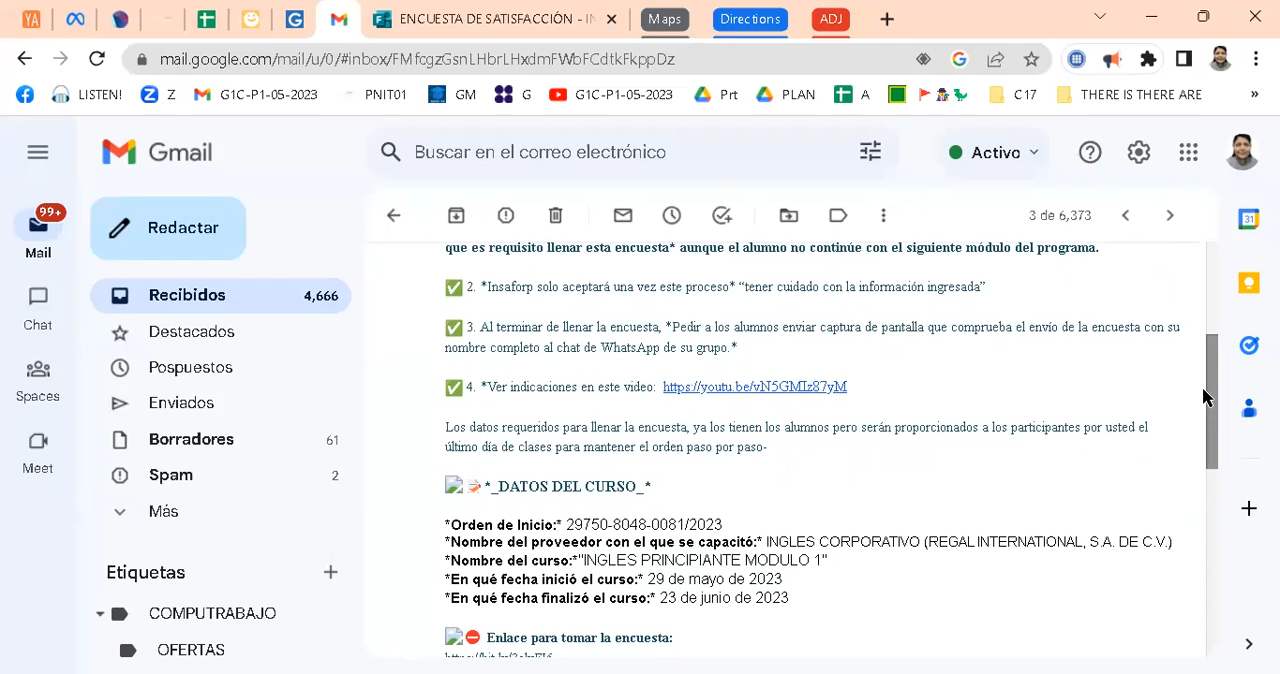 YA
ENCUESTA DE SATISFACCIÓN - IN
Maps
Directions
ADJ
mail.google.com/mail/u/0/#inbox/FMfcgzGsnLHbrLHxdmFWbFCdtkFkppDz
LISTEN!
Z
G1C-P1-05-2023
PNIT01
GM
G
G1C-P1-05-2023
Prt
PLAN
A
C17
THERE IS THERE ARE
»
Gmail
Buscar en el correo electrónico
Activo
99+
Mail
Chat
Spaces
Meet
Redactar
Recibidos 4,666
Destacados
Pospuestos
Enviados
Borradores 61
Spam 2
Más
Etiquetas
COMPUTRABAJO
OFERTAS
3 de 6,373
que es requisito llenar esta encuesta* aunque el alumno no continúe con el siguiente módulo del programa.
✅ 2. *Insaforp solo aceptará una vez este proceso* “tener cuidado con la información ingresada”
✅ 3. Al terminar de llenar la encuesta, *Pedir a los alumnos enviar captura de pantalla que comprueba el envío de la encuesta con su
nombre completo al chat de WhatsApp de su grupo.*
✅ 4. *Ver indicaciones en este video: https://youtu.be/vN5GMIz87yM
Los datos requeridos para llenar la encuesta, ya los tienen los alumnos pero serán proporcionados a los participantes por usted el
último día de clases para mantener el orden paso por paso-
*_DATOS DEL CURSO_*
*Orden de Inicio:* 29750-8048-0081/2023
*Nombre del proveedor con el que se capacitó:* INGLES CORPORATIVO (REGAL INTERNATIONAL, S.A. DE C.V.)
*Nombre del curso:*"INGLES PRINCIPIANTE MODULO 1"
*En qué fecha inició el curso:* 29 de mayo de 2023
*En qué fecha finalizó el curso:* 23 de junio de 2023
Enlace para tomar la encuesta:
31